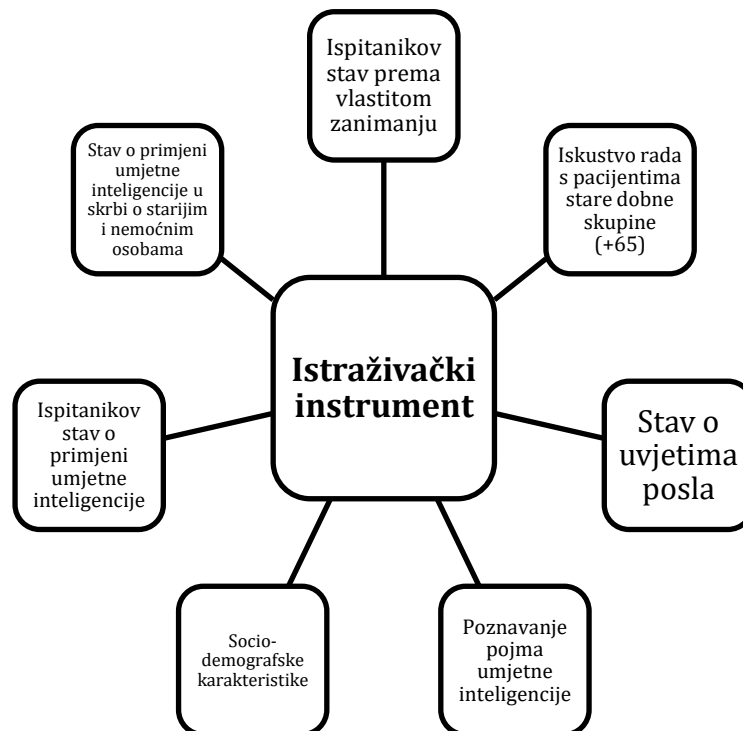 Ispitanikov
stav prema
vlastitom
zanimanju
Stav o primjeni
umjetne
inteligencije u
skrbi o starijim
i nemoćnim
osobama
Iskustvo rada
s pacijentima
stare dobne
skupine
(+65)
Istraživački
instrument
Ispitanikov
stav o
primjeni
umjetne
inteligencije
Stav o
uvjetima
posla
Socio-
demografske
karakteristike
Poznavanje
pojma
umjetne
inteligencije